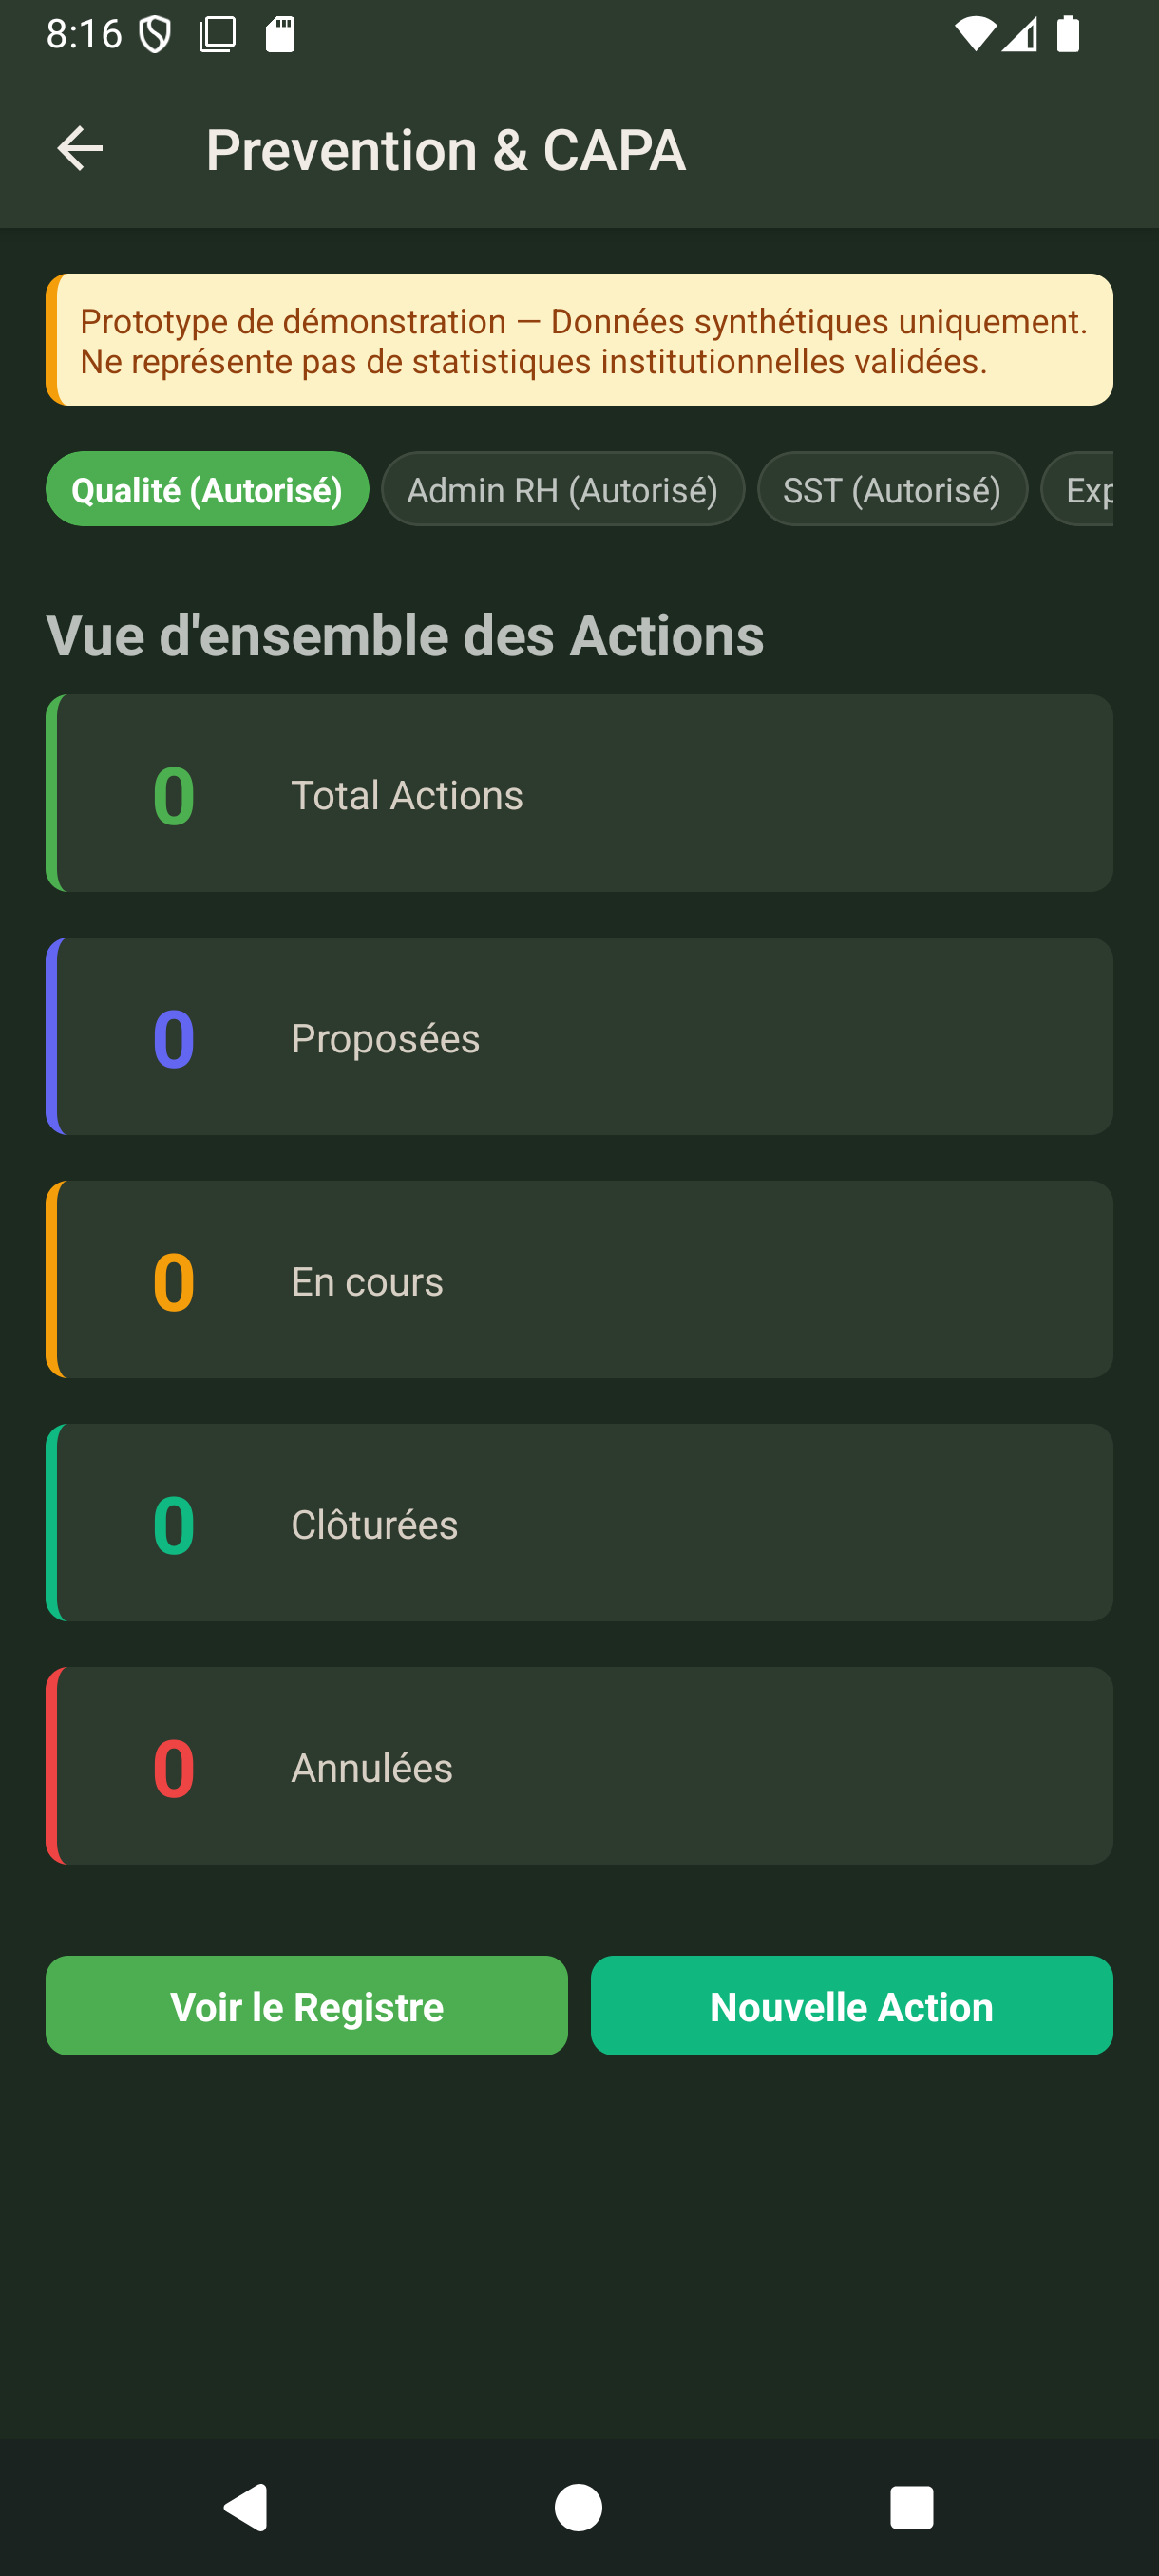 8:16
Prevention & CAPA
Prototype de démonstration — Données synthétiques uniquement.
Ne représente pas de statistiques institutionnelles validées.
Qualité (Autorisé) Admin RH (Autorisé) SST (Autorisé) Exp
Vue d'ensemble des Actions
0 Total Actions
0 Proposées
0 En cours
0 Clôturées
0 Annulées
Voir le Registre Nouvelle Action